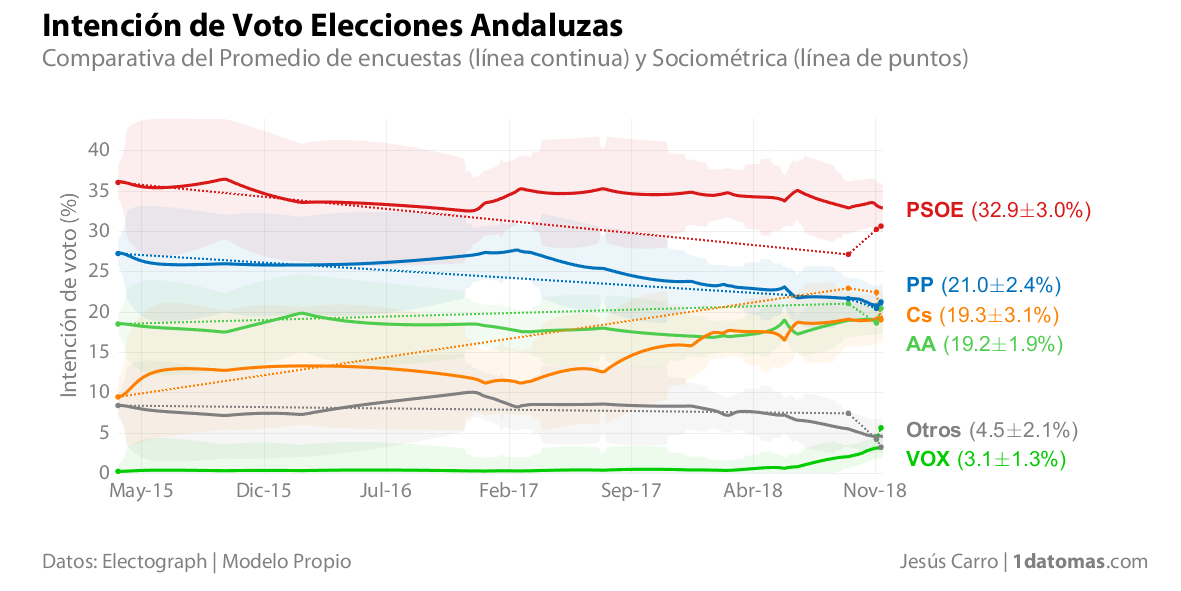 Intención de Voto Elecciones Andaluzas
Comparativa del Promedio de encuestas (línea continua) y Sociométrica (línea de puntos)
Intención de voto (%)
40
35
30
25
20
15
10
5
0
May-15
Dic-15
Jul-16
Feb-17
Sep-17
Abr-18
Nov-18
PSOE (32.9±3.0%)
PP (21.0±2.4%)
Cs (19.3±3.1%)
AA (19.2±1.9%)
Otros (4.5±2.1%)
VOX (3.1±1.3%)
Datos: Electograph | Modelo Propio
Jesús Carro | 1datomas.com